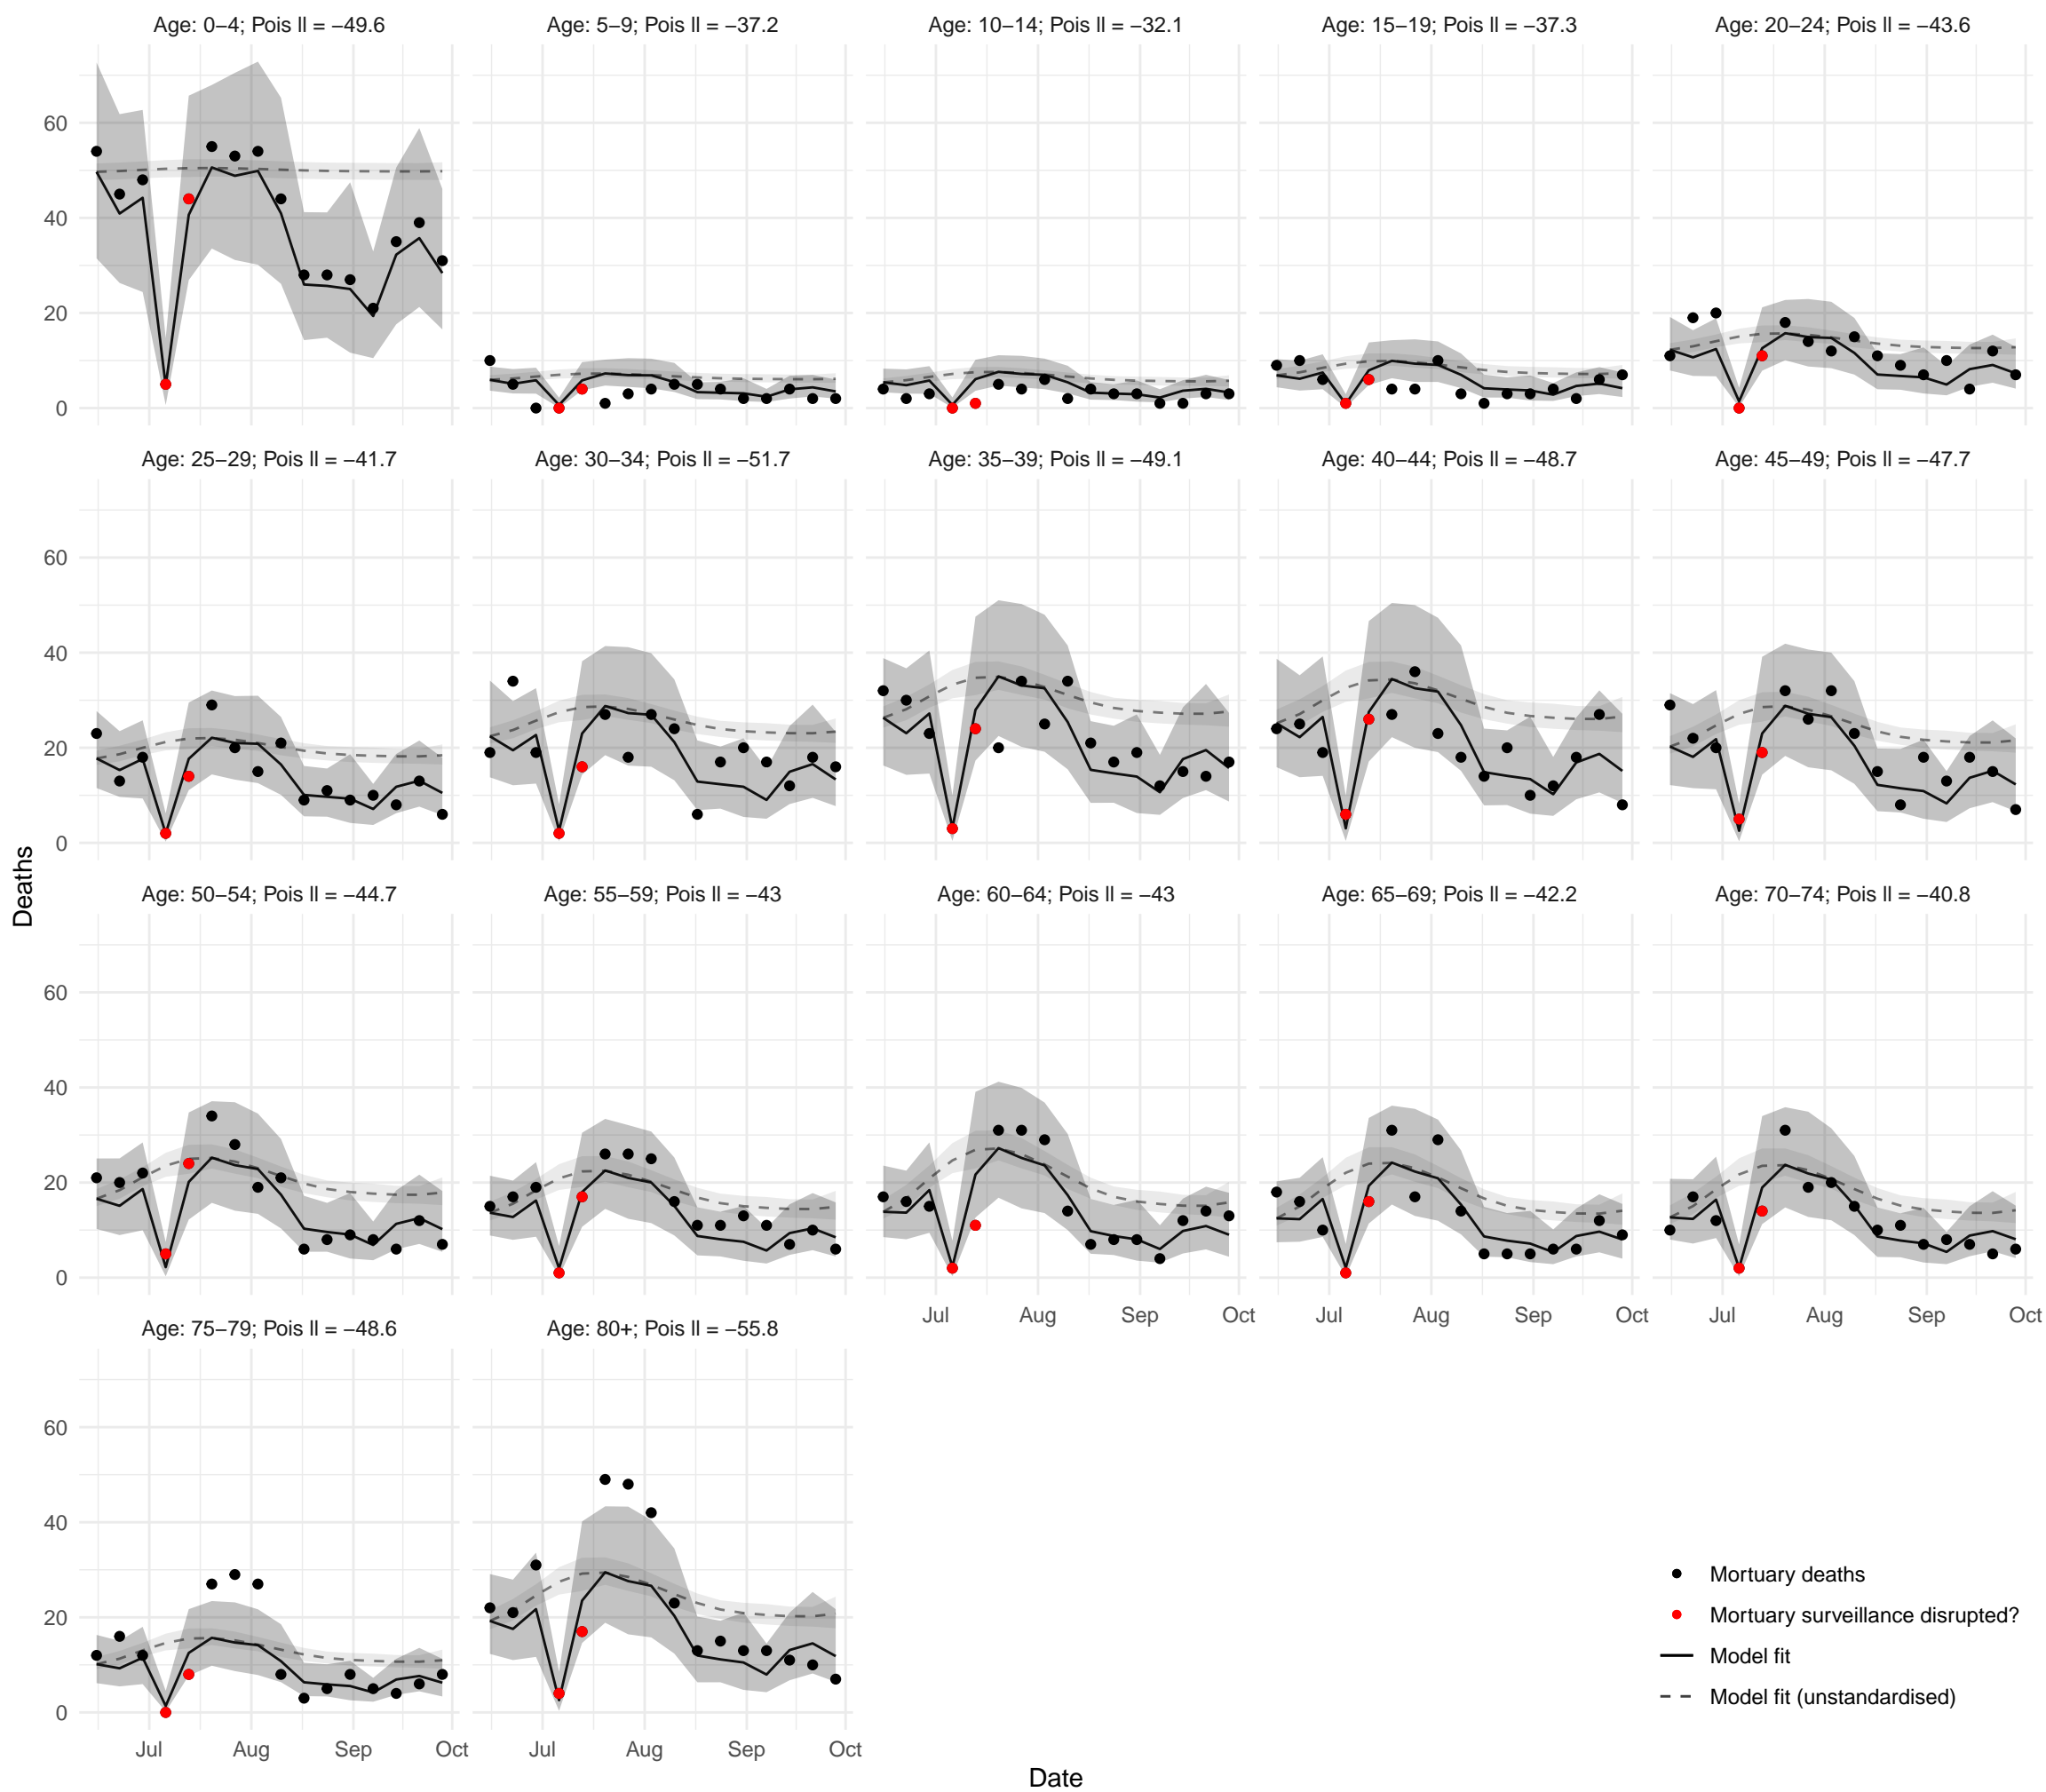 Age: 0−4; Pois ll = −49.6
Age: 5−9; Pois ll = −37.2
Age: 10−14; Pois ll = −32.1
Age: 15−19; Pois ll = −37.3
Age: 20−24; Pois ll = −43.6
60
40
20
0
Age: 25−29; Pois ll = −41.7
Age: 30−34; Pois ll = −51.7
Age: 35−39; Pois ll = −49.1
Age: 40−44; Pois ll = −48.7
Age: 45−49; Pois ll = −47.7
60
40
20
0
Deaths
Age: 50−54; Pois ll = −44.7
Age: 55−59; Pois ll = −43
Age: 60−64; Pois ll = −43
Age: 65−69; Pois ll = −42.2
Age: 70−74; Pois ll = −40.8
60
40
20
0
Jul Aug Sep Oct
Jul Aug Sep Oct
Jul Aug Sep Oct
Age: 75−79; Pois ll = −48.6
Age: 80+; Pois ll = −55.8
60
40
20
0
Jul Aug Sep Oct
Jul Aug Sep Oct
Mortuary deaths
Mortuary surveillance disrupted?
Model fit
Model fit (unstandardised)
Date